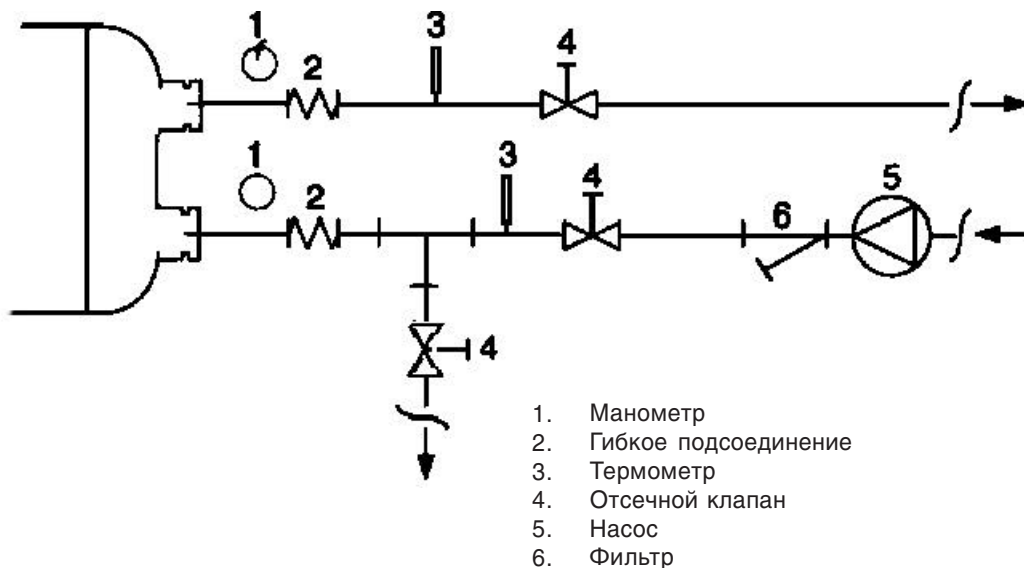 1
2
3
4
1
2
3
4
6
5
4
1. Манометр
2. Гибкое подсоединение
3. Термометр
4. Отсечной клапан
5. Насос
6. Фильтр